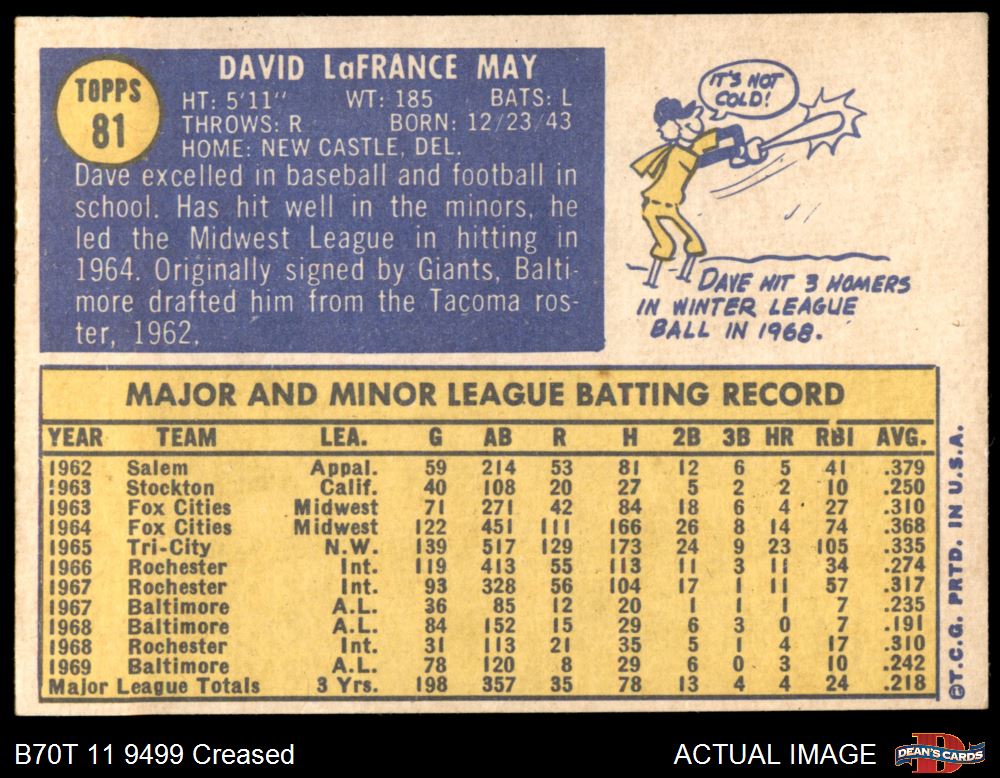 TOPPS
81
DAVID LaFRANCE MAY
HT: 5'11" WT: 185 BATS: L
THROWS: R BORN: 12/23/43
HOME: NEW CASTLE, DEL.
Dave excelled in baseball and football in
school. Has hit well in the minors, he
led the Midwest League in hitting in
1964. Originally signed by Giants, Balti-
more drafted him from the Tacoma ros-
ter, 1962.
IT'S NOT
COLD!
DAVE HIT 3 HOMERS
IN WINTER LEAGUE
BALL IN 1968.
MAJOR AND MINOR LEAGUE BATTING RECORD
YEAR TEAM LEA. G AB R H 2B 3B HR RBI AVG.
1962 Salem Appal. 59 214 53 81 12 6 5 41 .379
1963 Stockton Calif. 40 108 20 27 5 2 2 10 .250
1963 Fox Cities Midwest 71 271 42 84 18 6 4 27 .310
1964 Fox Cities Midwest 122 451 111 166 26 8 14 74 .368
1965 Tri-City N.W. 139 517 129 173 24 9 23 105 .335
1966 Rochester Int. 119 413 55 113 11 3 11 34 .274
1967 Rochester Int. 93 328 56 104 17 1 11 57 .317
1967 Baltimore A.L. 36 85 12 20 1 1 1 7 .235
1968 Baltimore A.L. 84 152 15 29 6 3 0 7 .191
1968 Rochester Int. 31 113 21 35 5 1 4 17 .310
1969 Baltimore A.L. 78 120 8 29 6 0 3 10 .242
Major League Totals 3 Yrs. 198 357 35 78 13 4 4 24 .218
©T.C.G. PRTD. IN U.S.A.
B70T 11 9499 Creased
ACTUAL IMAGE
DEAN'S CARDS